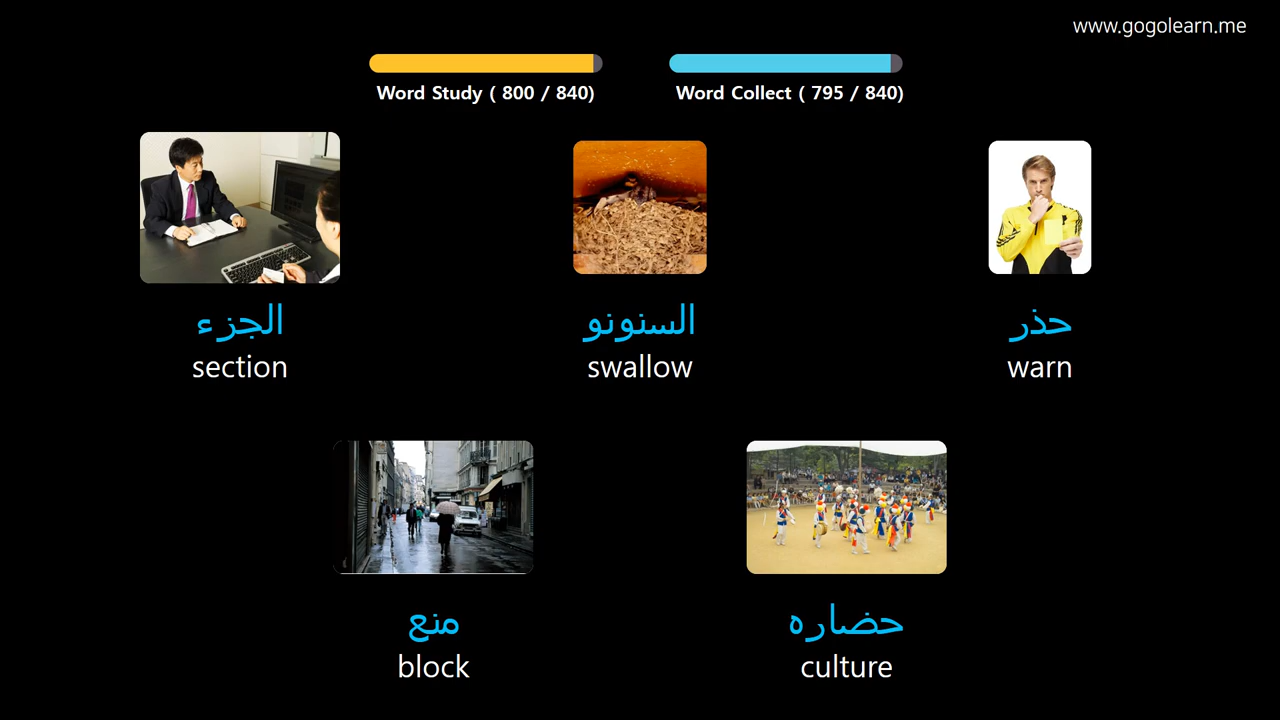 www.gogolearn.me
Word Study ( 800 / 840)
Word Collect ( 795 / 840)
الجزء
section
السنونو
swallow
حذر
warn
منع
block
حضاره
culture